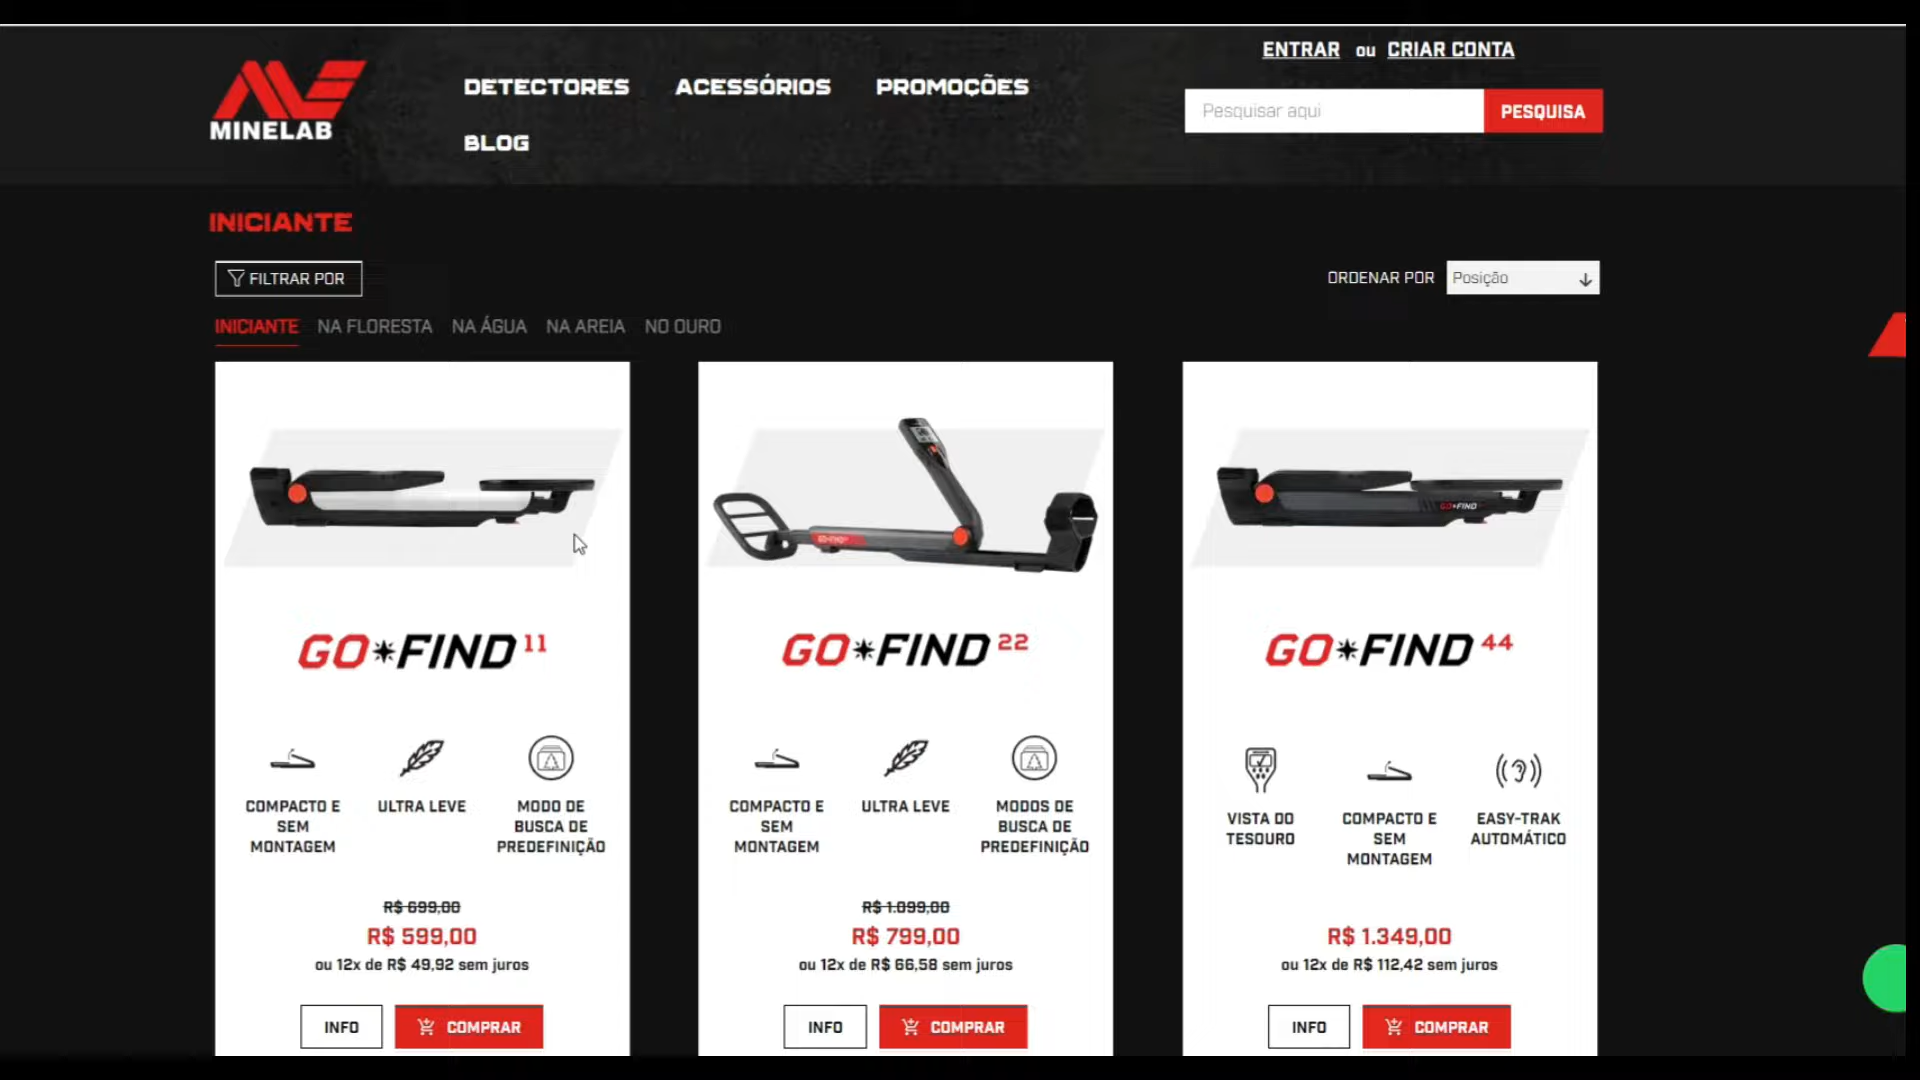 ENTRAR ou CRIAR CONTA
MINELAB
DETECTORES ACESSÓRIOS PROMOÇÕES
BLOG
Pesquisar aqui PESQUISA
INICIANTE
FILTRAR POR
ORDENAR POR Posição
INICIANTE NA FLORESTA NA ÁGUA NA AREIA NO OURO
GO FIND 11
COMPACTO E
SEM
MONTAGEM
ULTRA LEVE
MODO DE
BUSCA DE
PREDEFINIÇÃO
R$ 699,00
R$ 599,00
ou 12x de R$ 49,92 sem juros
INFO COMPRAR
GO-FIND
GO FIND 22
COMPACTO E
SEM
MONTAGEM
ULTRA LEVE
MODOS DE
BUSCA DE
PREDEFINIÇÃO
R$ 1.099,00
R$ 799,00
ou 12x de R$ 66,58 sem juros
INFO COMPRAR
GO FIND
GO FIND 44
VISTA DO
TESOURO
COMPACTO E
SEM
MONTAGEM
EASY-TRAK
AUTOMÁTICO
R$ 1.349,00
ou 12x de R$ 112,42 sem juros
INFO COMPRAR